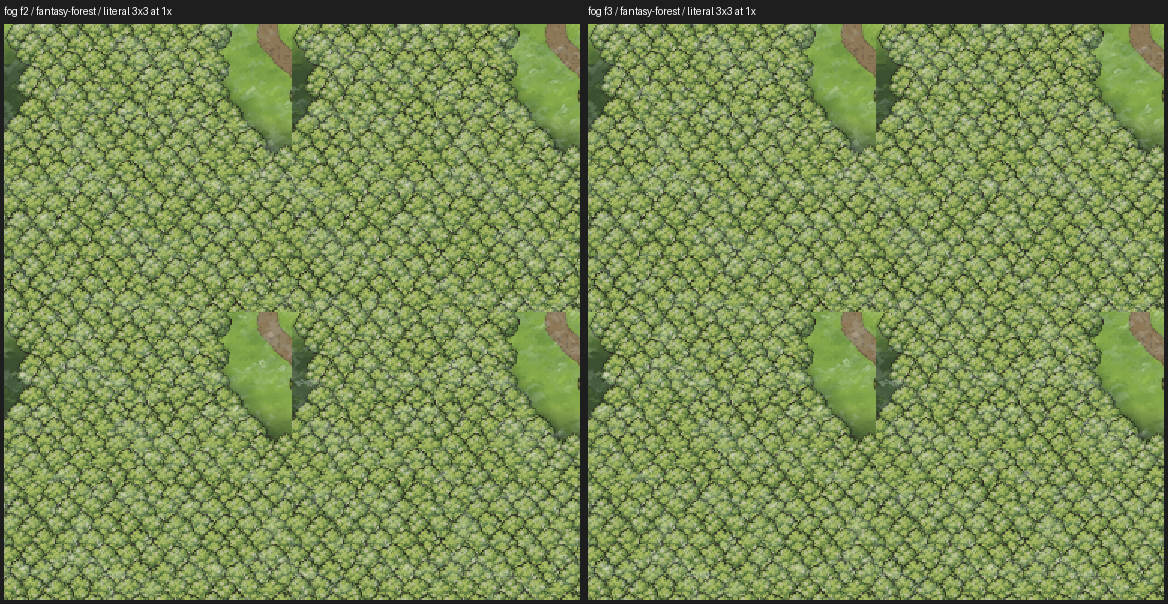 fog f2 / fantasy-forest / literal 3x3 at 1x
fog f3 / fantasy-forest / literal 3x3 at 1x